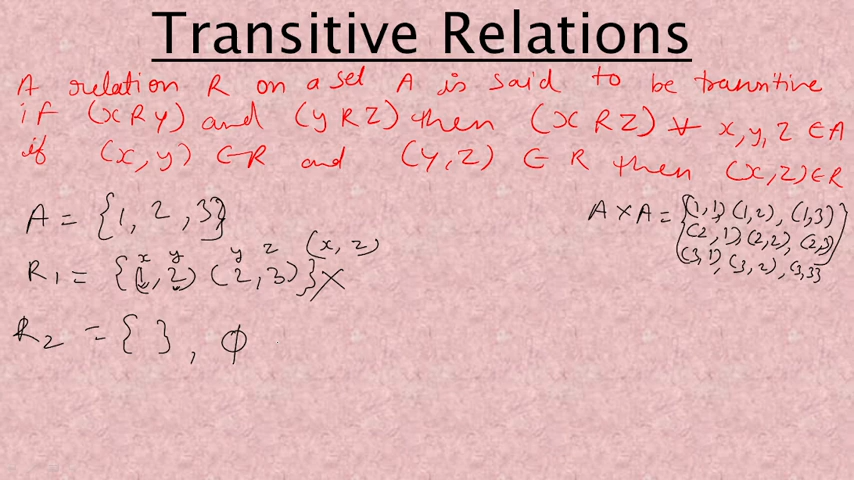 Transitive Relations
A relation R on a set A is said to be transitive
if (x R y) and (y R z) then (x R z) ∀ x, y, z ∈ A
if (x, y) ∈ R and (y, z) ∈ R then (x, z) ∈ R
A = {1, 2, 3}
A × A = {(1, 1) (1, 2), (1, 3)
(2, 1), (2, 2), (2, 3)
(3, 1), (3, 2), (3, 3)}
x y y z (x, z)
R1 = {(1, 2) (2, 3)} ×
R2 = { }, ϕ